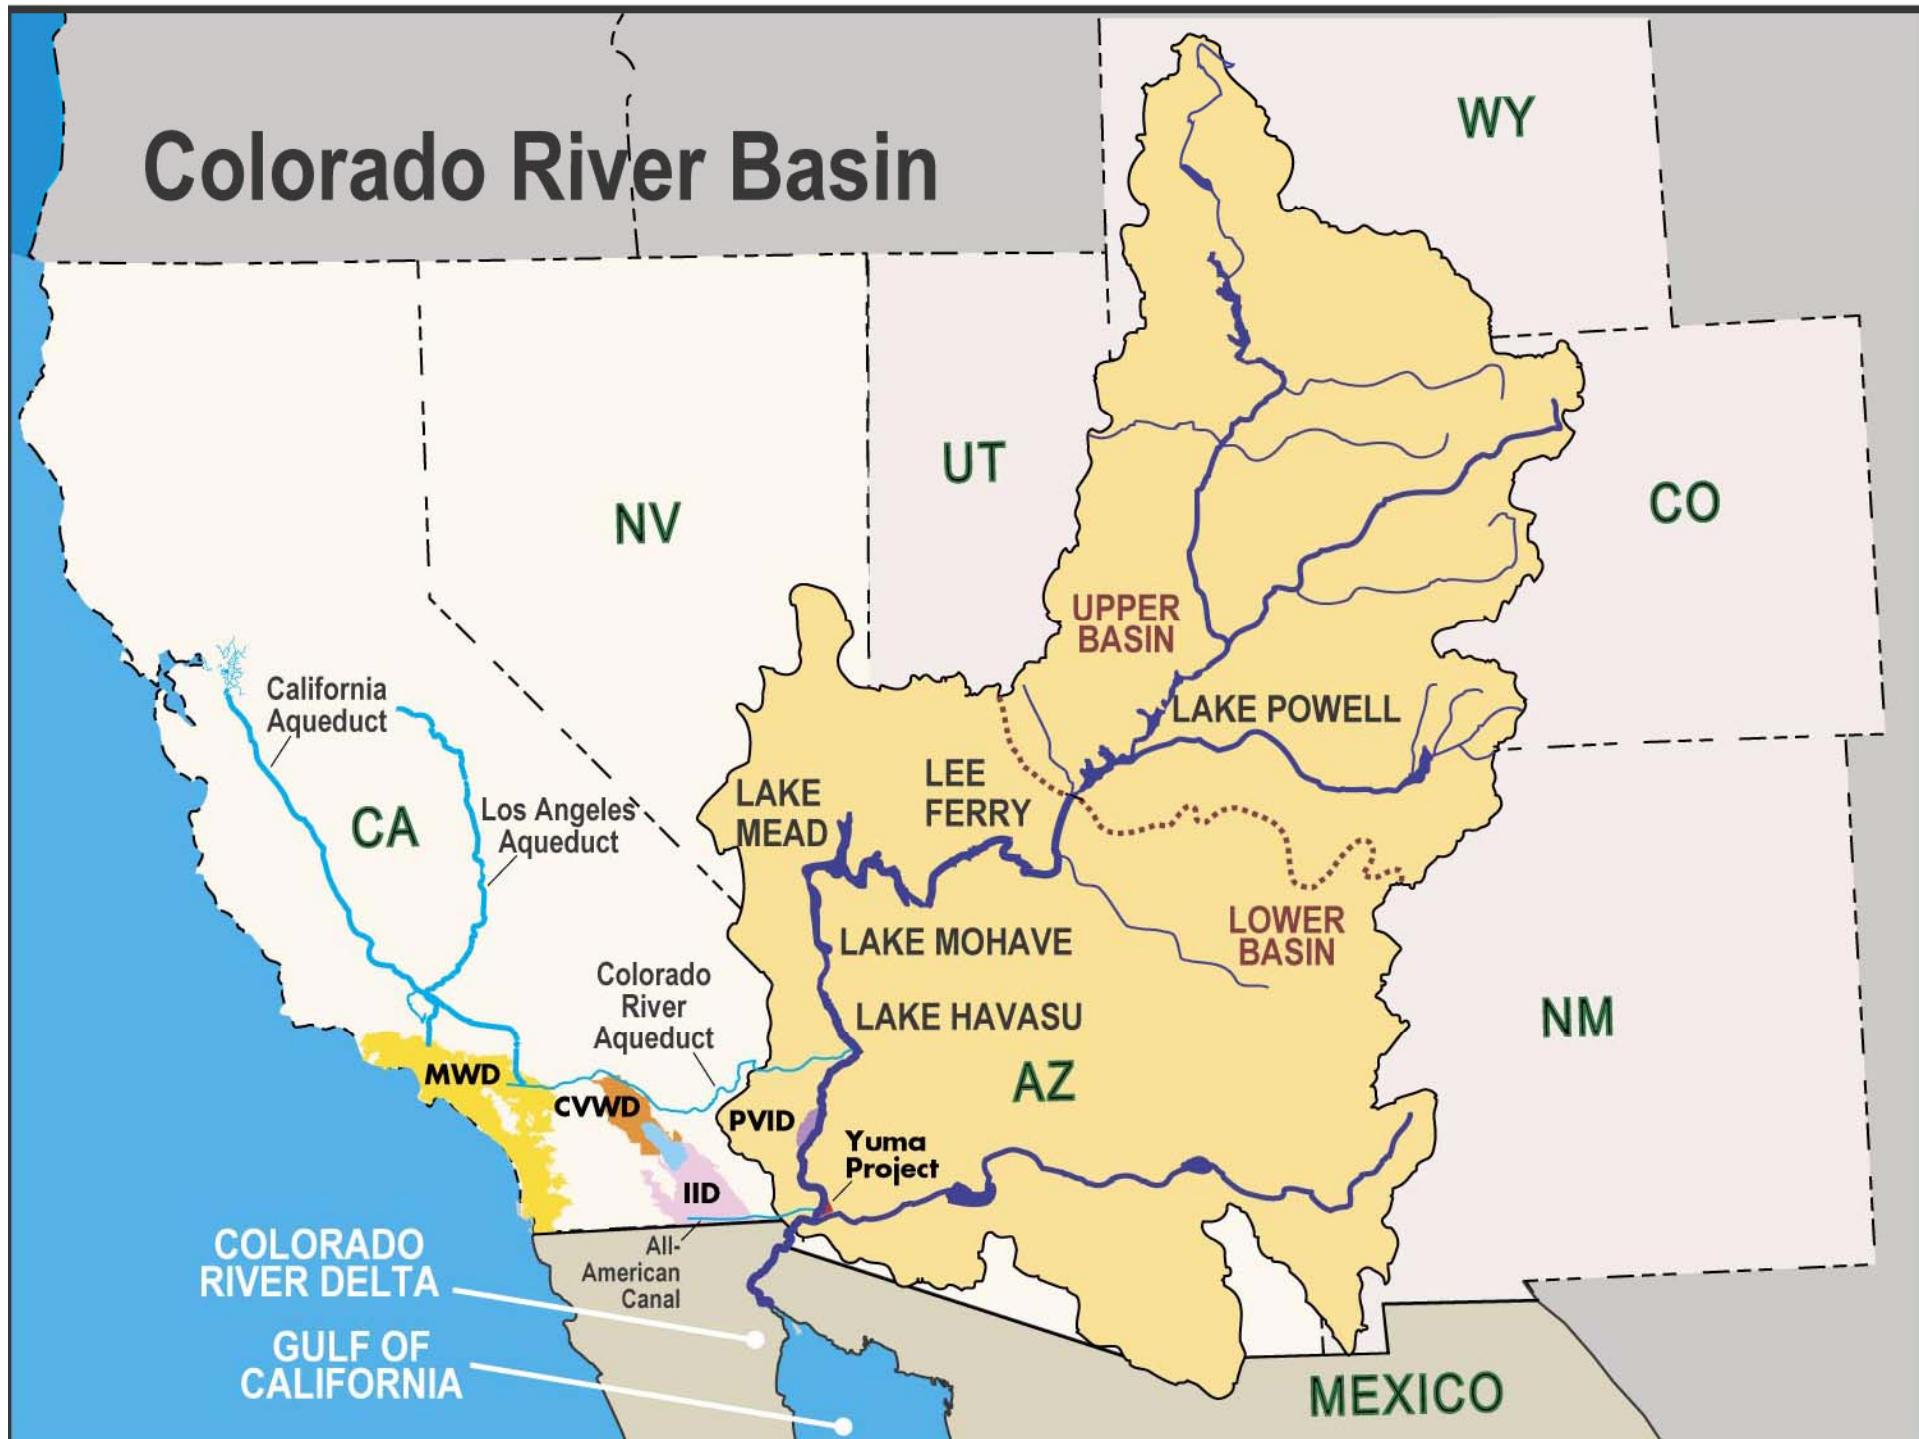 Colorado River Basin
WY
UT
NV
CO
UPPER
BASIN
California
Aqueduct
LAKE POWELL
LEE
FERRY
LAKE
MEAD
Los Angeles
Aqueduct
CA
LOWER
BASIN
LAKE MOHAVE
Colorado
River
Aqueduct
LAKE HAVASU
NM
AZ
MWD
CVWD
PVID
Yuma
Project
IID
All-
American
Canal
COLORADO
RIVER DELTA
GULF OF
CALIFORNIA
MEXICO